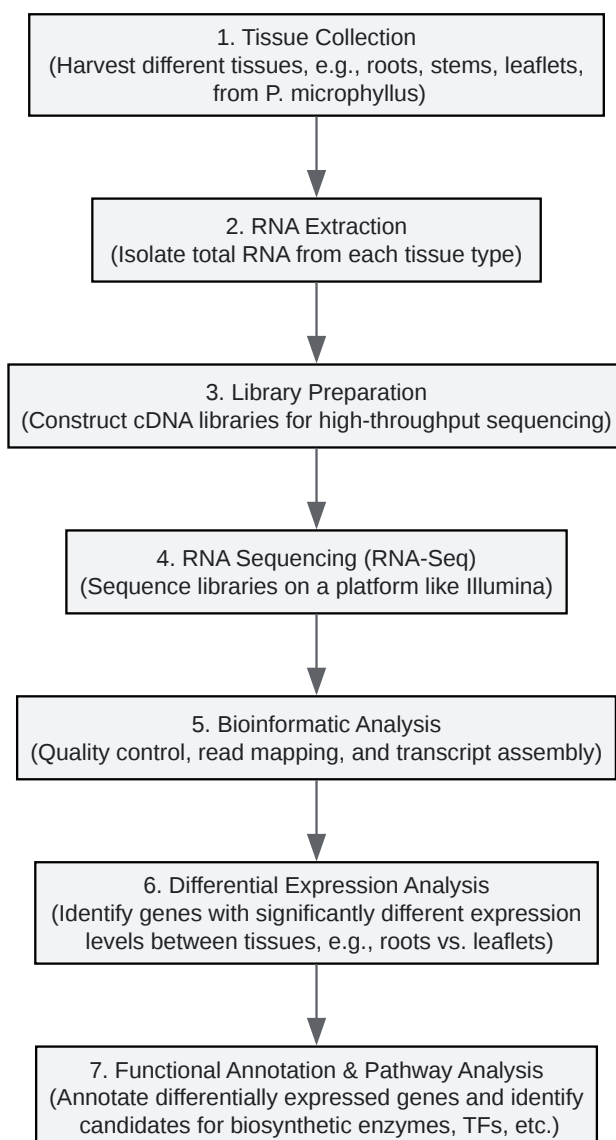 1. Tissue Collection
(Harvest different tissues, e.g., roots, stems, leaflets,
from P. microphyllus)
2. RNA Extraction
(Isolate total RNA from each tissue type)
3. Library Preparation
(Construct cDNA libraries for high-throughput sequencing)
4. RNA Sequencing (RNA-Seq)
(Sequence libraries on a platform like Illumina)
5. Bioinformatic Analysis
(Quality control, read mapping, and transcript assembly)
6. Differential Expression Analysis
(Identify genes with significantly different expression
levels between tissues, e.g., roots vs. leaflets)
7. Functional Annotation & Pathway Analysis
(Annotate differentially expressed genes and identify
candidates for biosynthetic enzymes, TFs, etc.)